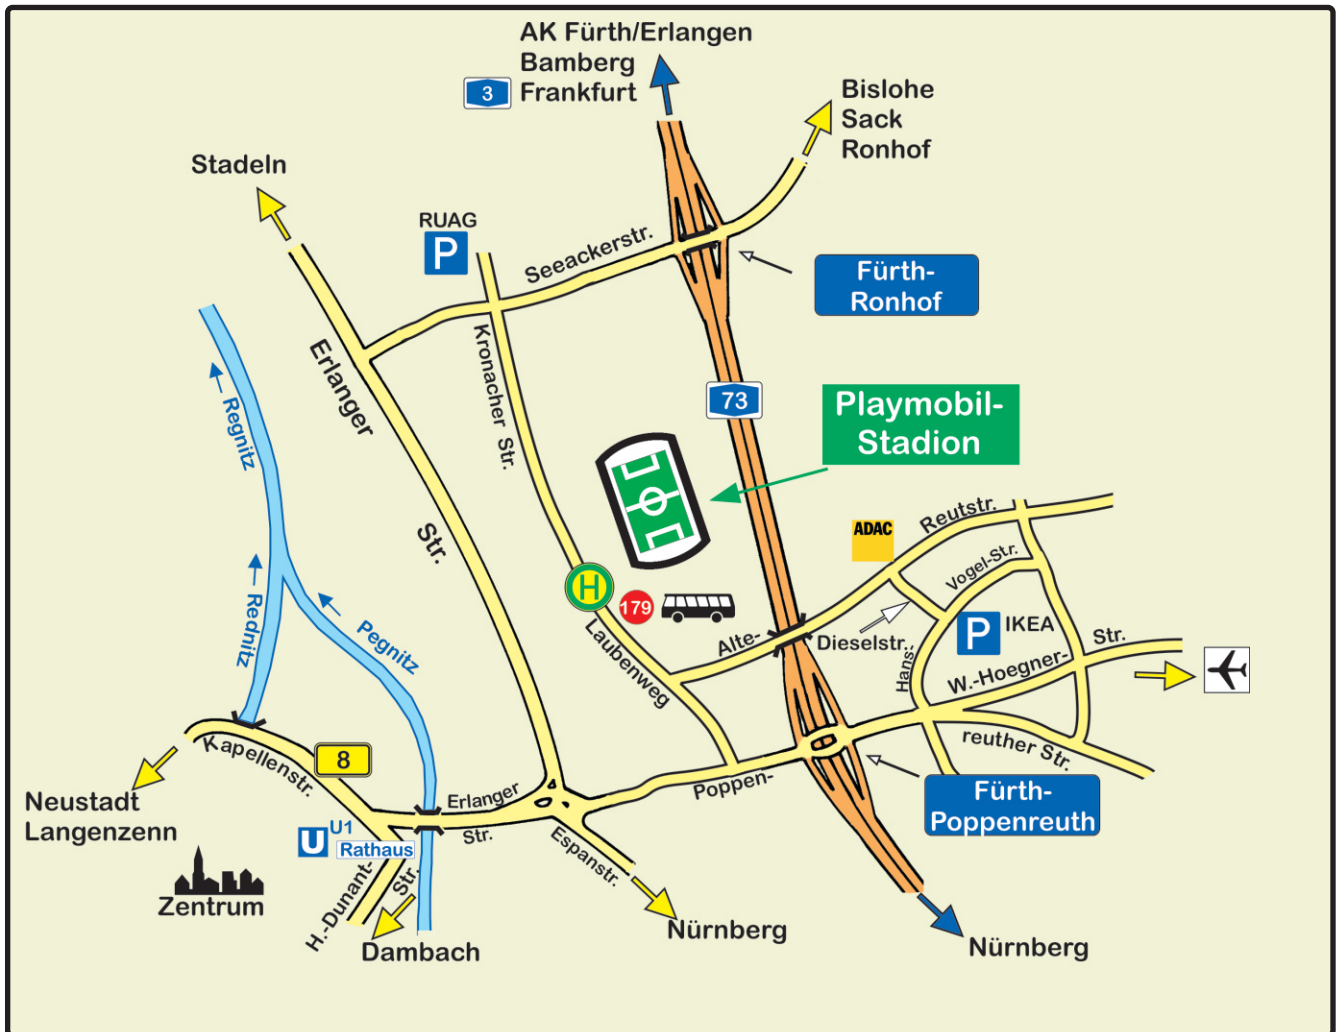 AK Fürth/Erlangen
Bamberg
3
Frankfurt
Bislohe
Sack
Ronhof
Stadeln
RUAG
P
Seeackerstr.
Fürth-
Ronhof
Erlanger
Str.
Kronacher Str.
73
Playmobil-
Stadion
Regnitz
Rednitz
Pegnitz
ADAC
Reutstr.
Vogel-Str.
H
179
Laubenweg
Alte-
Dieselstr.
Hans-
P
IKEA
W.-Hoegner-
Str.
reuther Str.
Kapellenstr.
8
Neustadt
Langenzenn
Erlanger
Str.
Poppen-
Fürth-
Poppenreuth
U
U1
Rathaus
Espanstr.
Zentrum
H.-Dunant-
Str.
Dambach
Nürnberg
Nürnberg